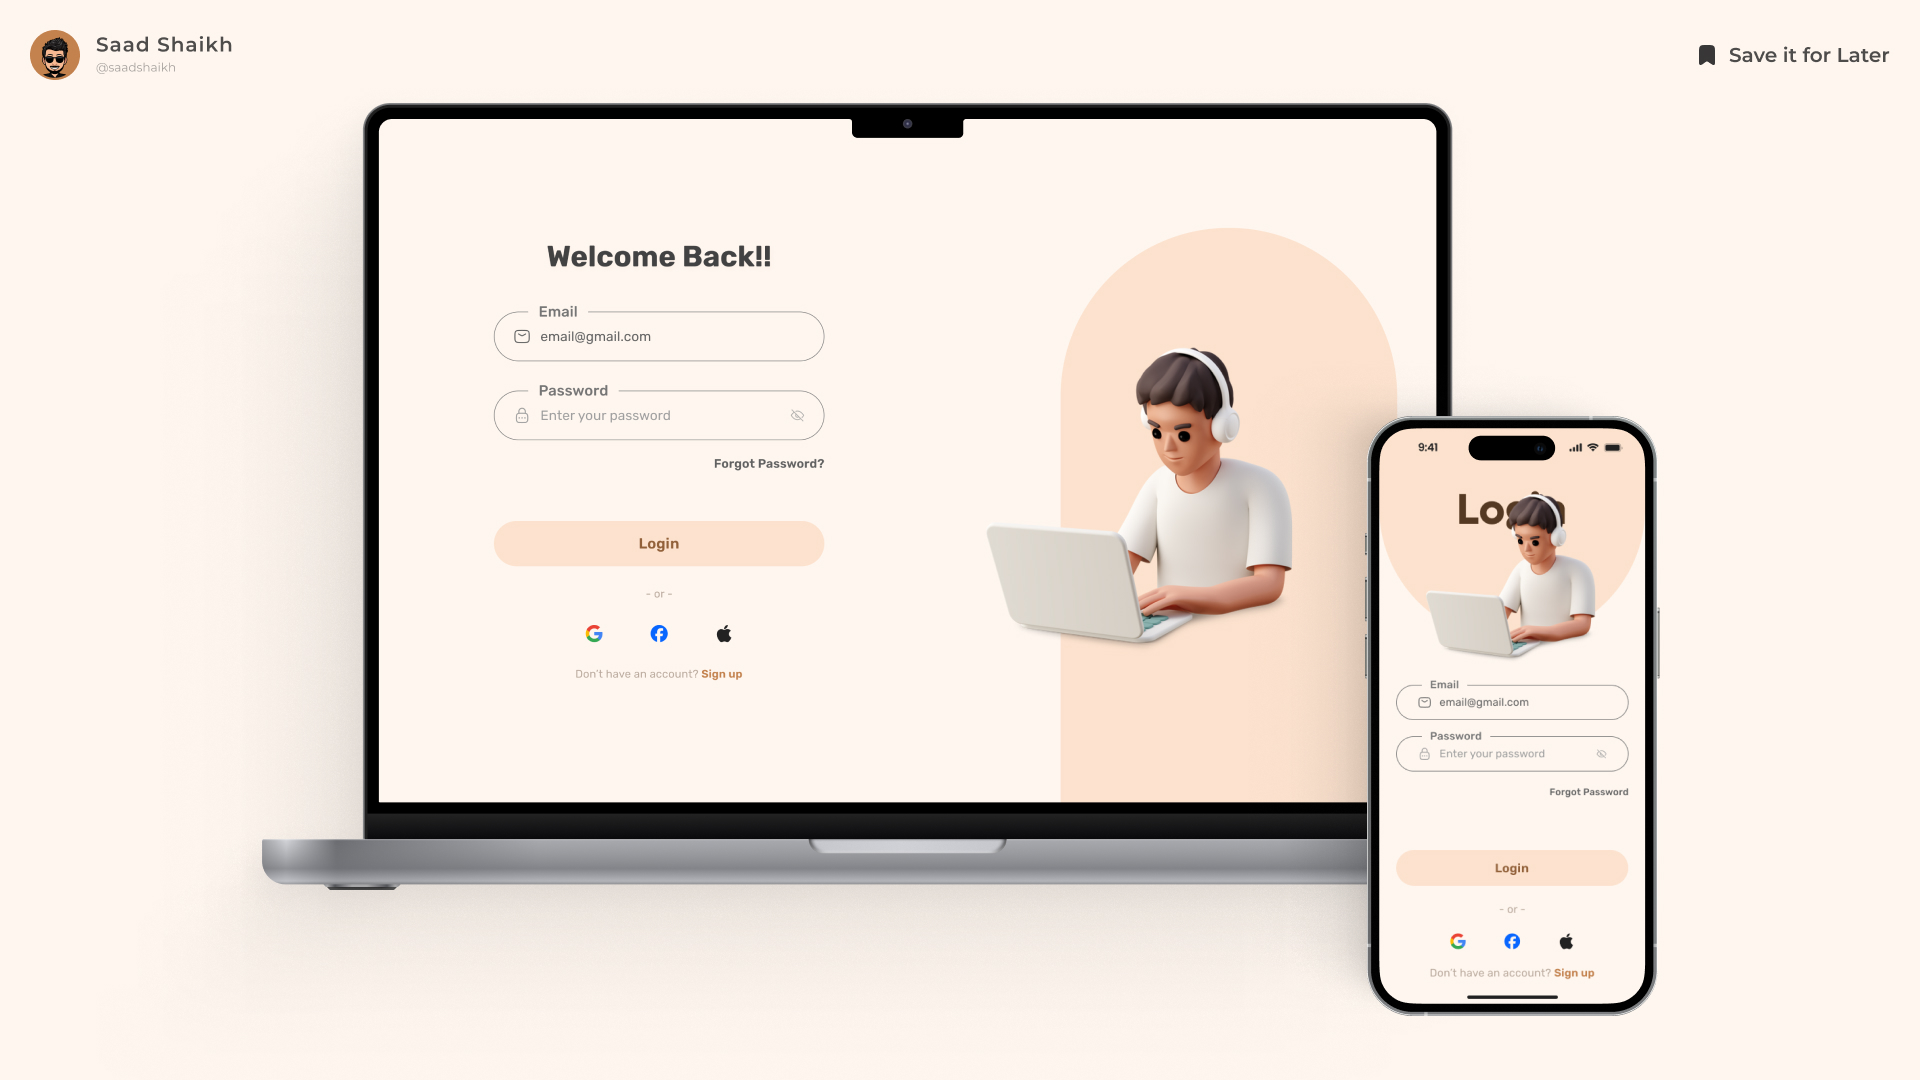 Saad Shaikh
@saadshaikh
Save it for Later
Welcome Back!!
Email
email@gmail.com
Password
Enter your password
Forgot Password?
Login
- or -
Don't have an account? Sign up
9:41
Login
Email
email@gmail.com
Password
Enter your password
Forgot Password
Login
- or -
Don't have an account? Sign up